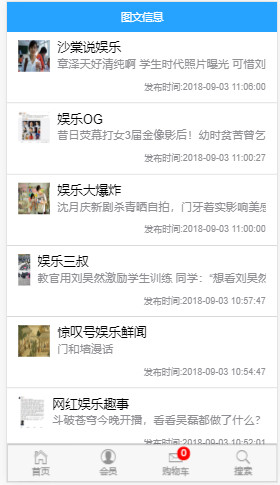 图文信息
沙棠说娱乐
章泽天好清纯啊 学生时代照片曝光 可惜刘
发布时间:2018-09-03 11:06:00
娱乐OG
昔日荧幕打女3届金像影后！幼时贫苦曾乞
发布时间:2018-09-03 11:00:27
娱乐大爆炸
沈月庆新剧杀青晒自拍，门牙着实影响美感
发布时间:2018-09-03 11:00:00
娱乐三叔
教官用刘昊然激励学生训练 同学：“想看刘昊然
发布时间:2018-09-03 10:57:47
惊叹号娱乐鲜闻
门和墙漫话
发布时间:2018-09-03 10:54:47
网红娱乐趣事
斗破苍穹今晚开播，看看吴磊都做了什么？
发布时间:2018-09-03 10:52:01
首页
会员
0
购物车
搜索